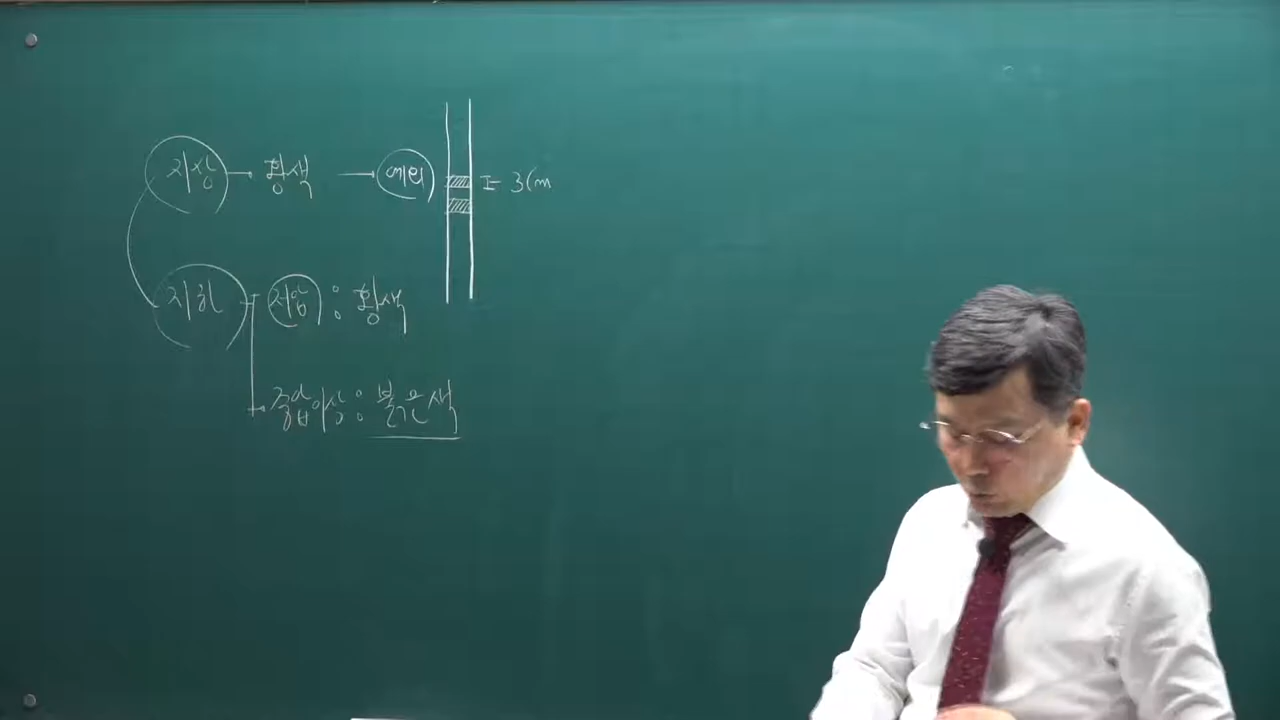 지상 → 황색 → 예외 I 3cm
지하 저압 : 황색
→ 중압이상 : 붉은색